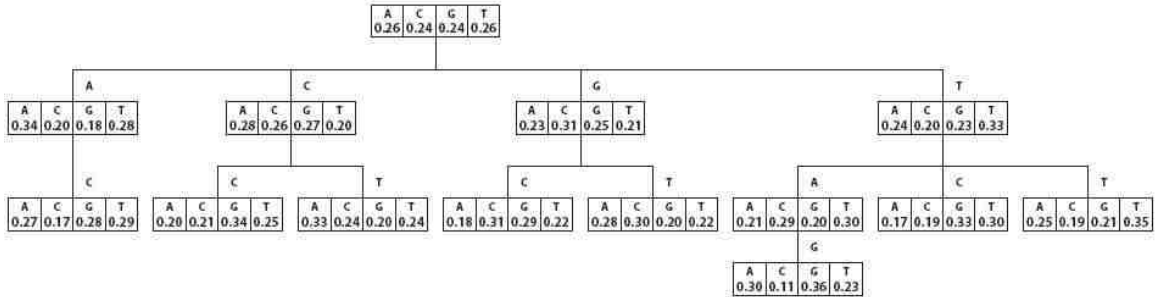 A C G T
0.26 0.24 0.24 0.26
A C G T
A C G T A C G T A C G T A C G T
0.34 0.20 0.18 0.28 0.28 0.26 0.27 0.20 0.23 0.31 0.25 0.21 0.24 0.20 0.23 0.33
C C T C T A C T
A C G T A C G T A C G T A C G T A C G T A C G T A C G T A C G T
0.27 0.17 0.28 0.29 0.20 0.21 0.34 0.25 0.33 0.24 0.20 0.24 0.18 0.31 0.29 0.22 0.28 0.30 0.20 0.22 0.21 0.29 0.20 0.30 0.17 0.19 0.33 0.30 0.25 0.19 0.21 0.35
G
A C G T
0.30 0.11 0.36 0.23